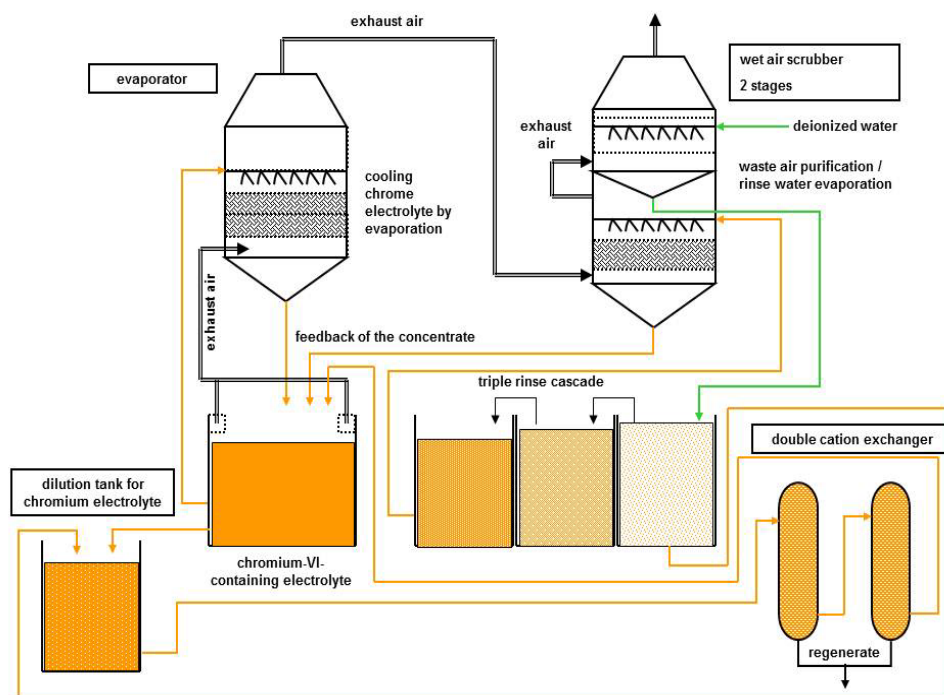 exhaust air
evaporator
wet air scrubber
2 stages
exhaust
air
deionized water
cooling
chrome
electrolyte by
evaporation
waste air purification /
rinse water evaporation
exhaust air
feedback of the concentrate
triple rinse cascade
double cation exchanger
dilution tank for
chromium electrolyte
chromium-VI-
containing electrolyte
regenerate